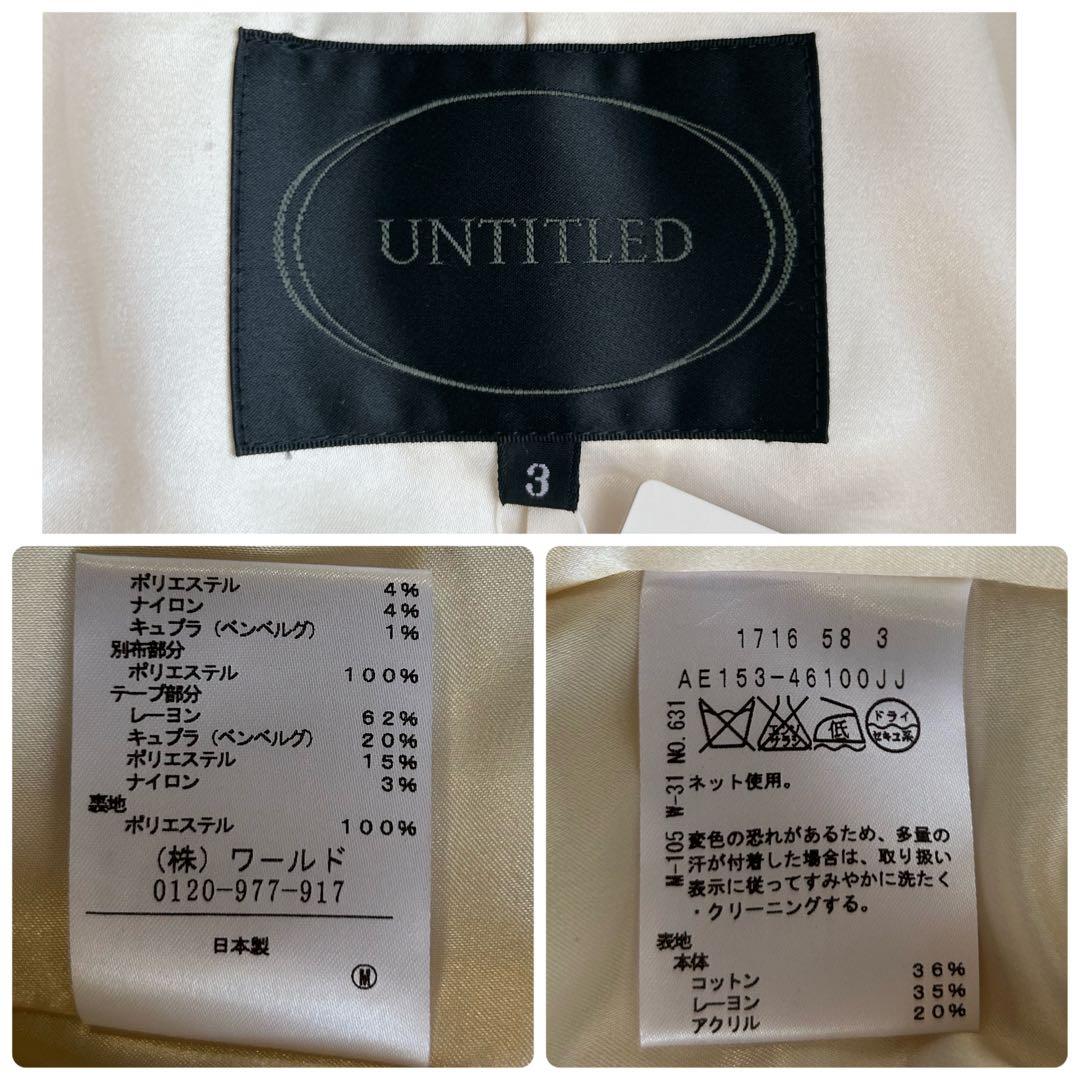 UNTITLED
3
ポリエステル 4%
ナイロン 4%
キュプラ(ベンベルグ) 1%
別布部分
ポリエステル 100%
テープ部分
レーヨン 62%
キュプラ(ベンベルグ) 20%
ポリエステル 15%
ナイロン 3%
裏地
ポリエステル 100%
(株)ワールド
0120-977-917
日本製
M
1716 58 3
AE153-46100JJ
エンソ
サラシ
低
ドライ
セキユ系
M-105 W-31 NO.631
ネット使用。
変色の恐れがあるため、多量の
汗が付着した場合は、取り扱い
表示に従ってすみやかに洗たく
・クリーニングする。
表地
本体
コットン 36%
レーヨン 35%
アクリル 20%